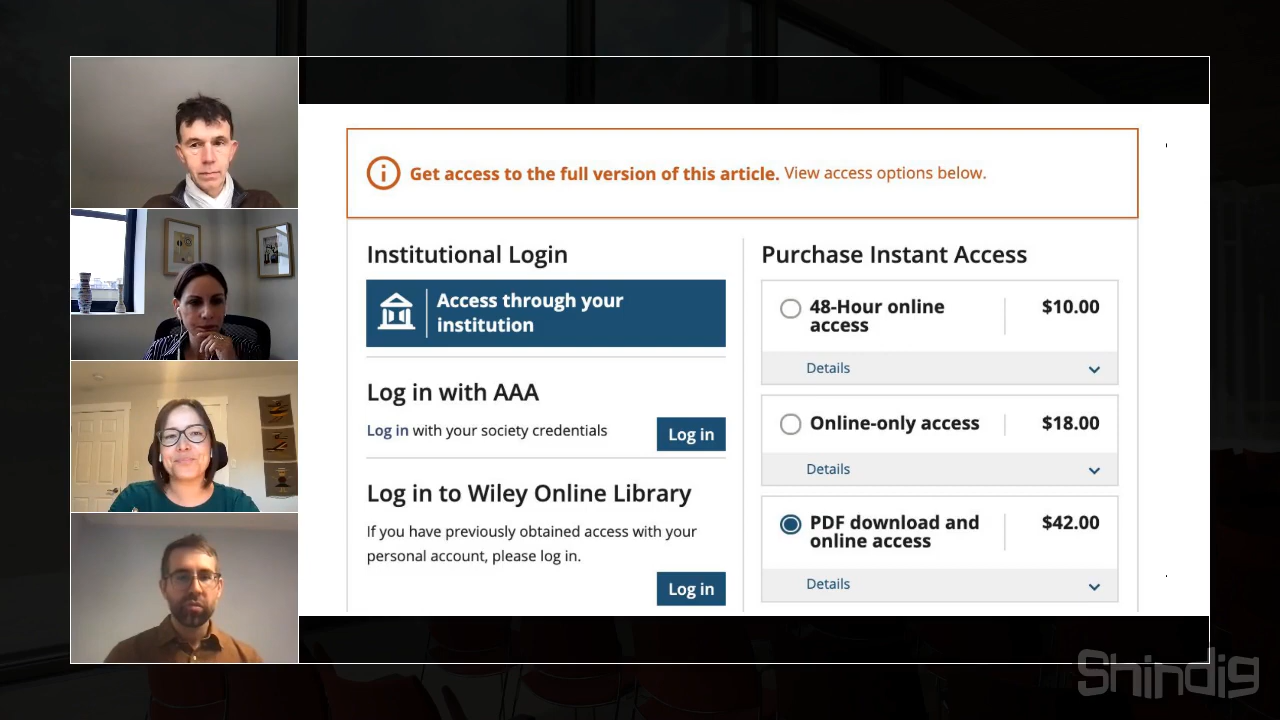 Get access to the full version of this article. View access options below.
Institutional Login
Access through your
institution
Log in with AAA
Log in with your society credentials
Log in
Log in to Wiley Online Library
If you have previously obtained access with your
personal account, please log in.
Log in
Purchase Instant Access
48-Hour online
access
$10.00
Details
Online-only access
$18.00
Details
PDF download and
online access
$42.00
Details
Shindig